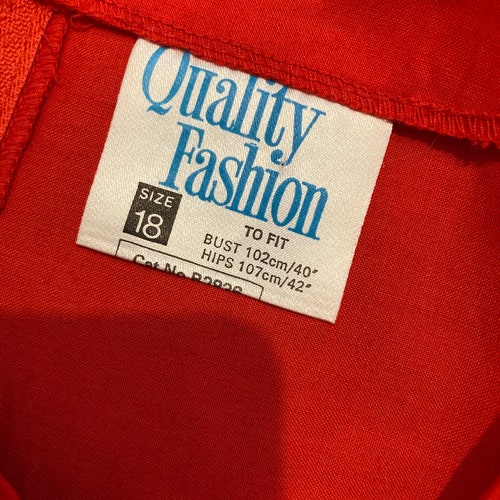 Quality
Fashion
SIZE
18
TO FIT
BUST 102cm/40"
HIPS 107cm/42"
Cat No